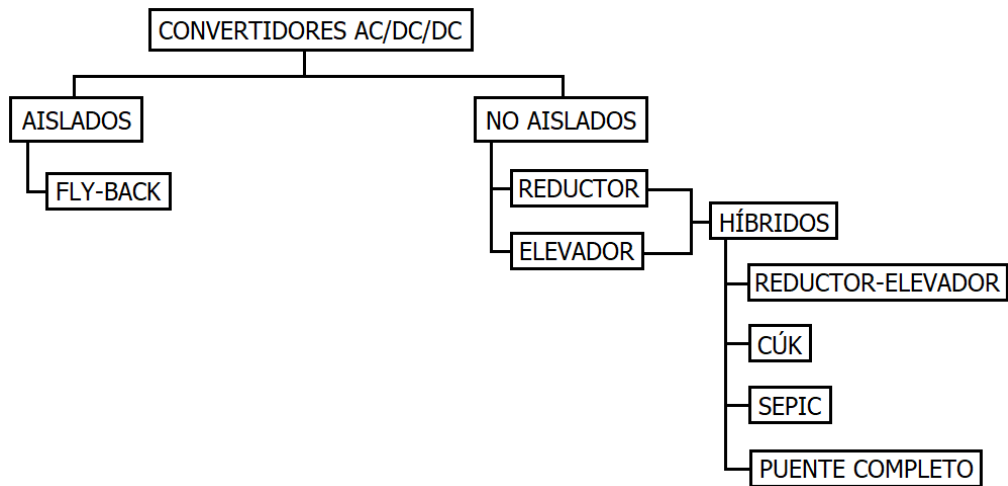 CONVERTIDORES AC/DC/DC
AISLADOS
NO AISLADOS
FLY-BACK
REDUCTOR
ELEVADOR
HÍBRIDOS
REDUCTOR-ELEVADOR
CÚK
SEPIC
PUENTE COMPLETO